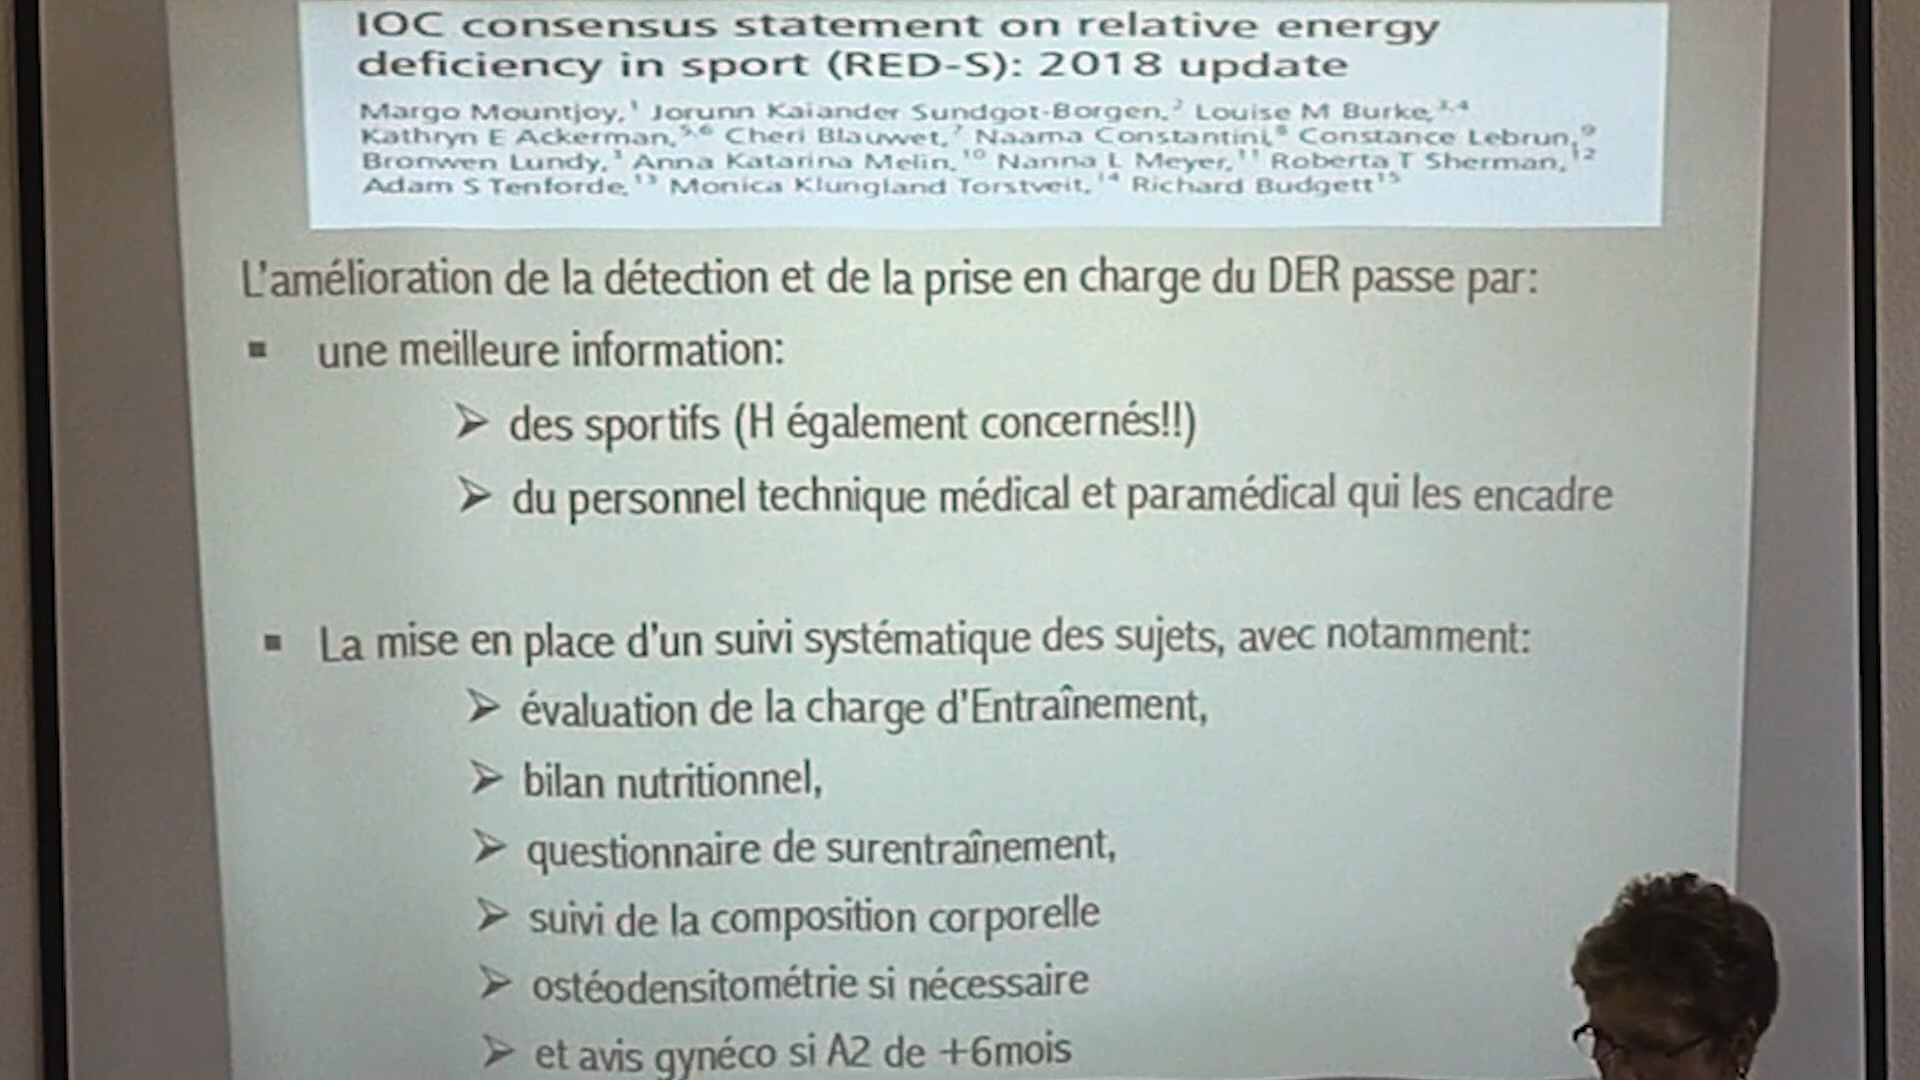 IOC consensus statement on relative energy
deficiency in sport (RED-S): 2018 update
Margo Mountjoy,¹ Jorunn Kaiander Sundgot-Borgen,² Louise M Burke,³·⁴
Kathryn E Ackerman,⁵·⁶ Cheri Blauwet,⁷ Naama Constantini,⁸ Constance Lebrun,⁹
Bronwen Lundy,³ Anna Katarina Melin,¹⁰ Nanna L Meyer,¹¹ Roberta T Sherman,¹²
Adam S Tenforde,¹³ Monica Klungland Torstveit,¹⁴ Richard Budgett¹⁵
L'amélioration de la détection et de la prise en charge du DER passe par:
▪ une meilleure information:
➢ des sportifs (H également concernés!!)
➢ du personnel technique médical et paramédical qui les encadre
▪ La mise en place d'un suivi systématique des sujets, avec notamment:
➢ évaluation de la charge d'Entraînement,
➢ bilan nutritionnel,
➢ questionnaire de surentraînement,
➢ suivi de la composition corporelle
➢ ostéodensitométrie si nécessaire
➢ et avis gynéco si A2 de +6mois